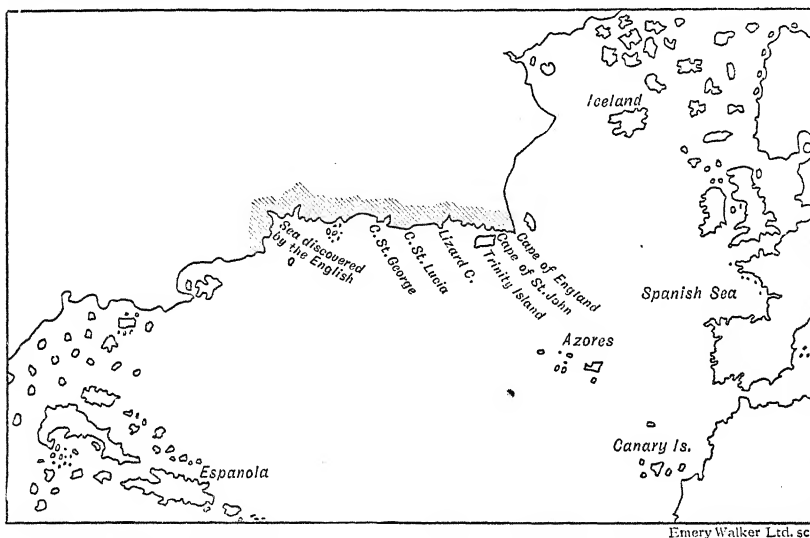 Iceland
Sea discovered
by the English
C. St. George
C. St. Lucia
Lizard C.
Trinity Island
Cape of St. John
Cape of England
Spanish Sea
Azores
Canary Is.
Espanola
Emery Walker Ltd. sc